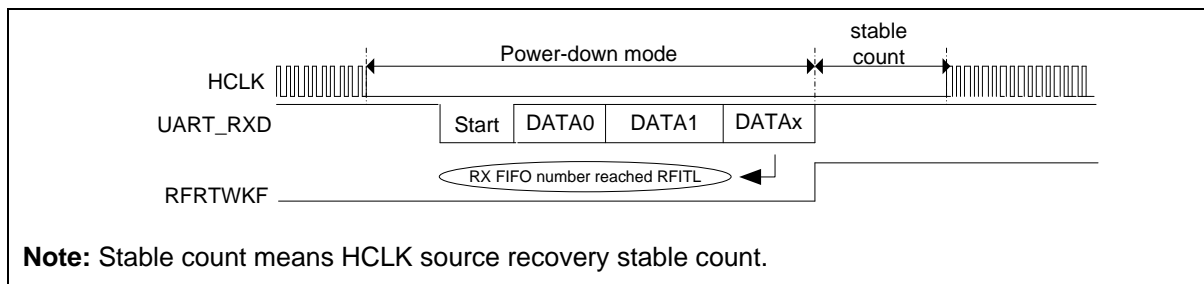 stable
count
Power-down mode
HCLK
UART_RXD
Start
DATA0
DATA1
DATAx
RX FIFO number reached RFITL
RFRTWKF
Note: Stable count means HCLK source recovery stable count.